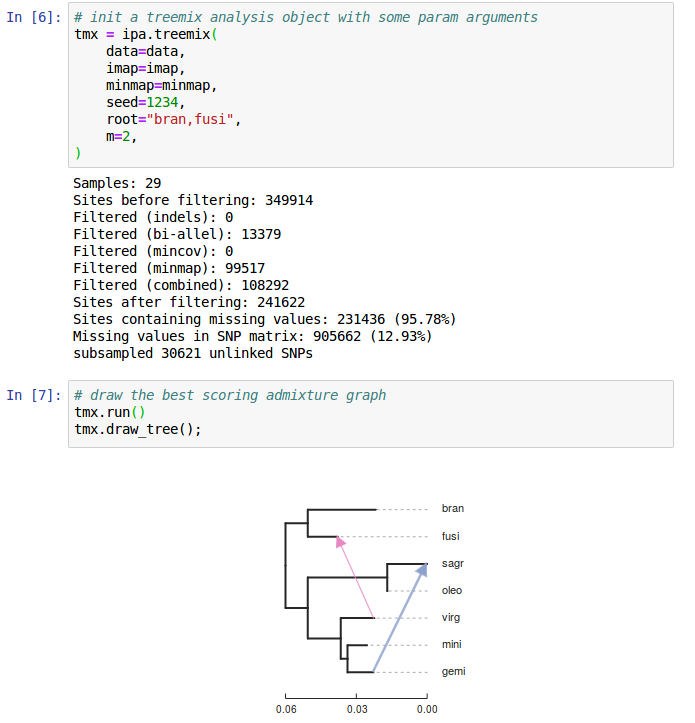 In [6]: # init a treemix analysis object with some param arguments
tmx = ipa.treemix(
    data=data,
    imap=imap,
    minmap=minmap,
    seed=1234,
    root="bran,fusi",
    m=2,
)
Samples: 29
Sites before filtering: 349914
Filtered (indels): 0
Filtered (bi-allel): 13379
Filtered (mincov): 0
Filtered (minmap): 99517
Filtered (combined): 108292
Sites after filtering: 241622
Sites containing missing values: 231436 (95.78%)
Missing values in SNP matrix: 905662 (12.93%)
subsampled 30621 unlinked SNPs
In [7]: # draw the best scoring admixture graph
tmx.run()
tmx.draw_tree();
bran
fusi
sagr
oleo
virg
mini
gemi
0.06 0.03 0.00